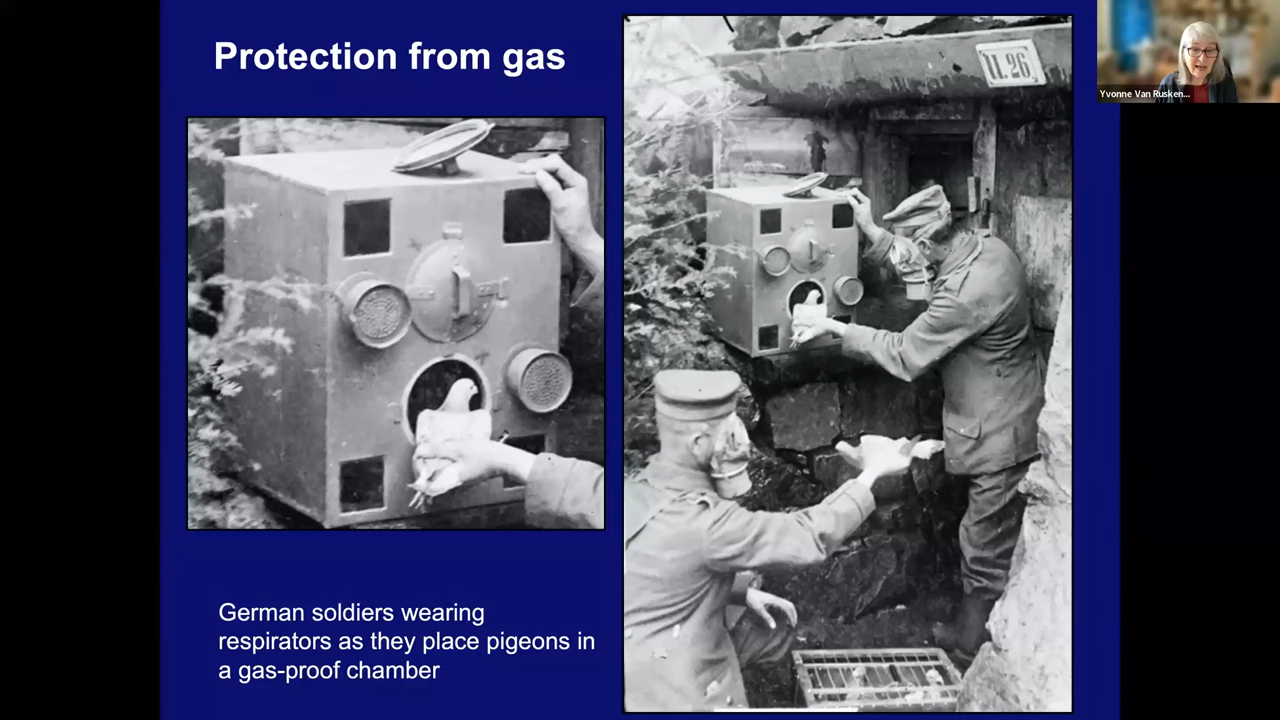 Protection from gas
11.26
Yvonne Van Rusken...
German soldiers wearing
respirators as they place pigeons in
a gas-proof chamber